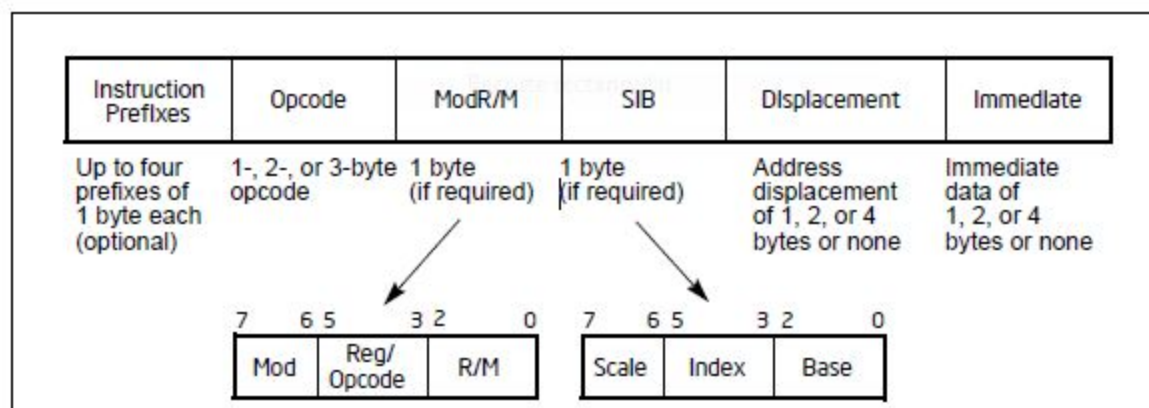 Instruction Prefixes
Opcode
ModR/M
SIB
Displacement
Immediate
Up to four
prefixes of
1 byte each
(optional)
1-, 2-, or 3-byte
opcode
1 byte
(if required)
1 byte
(if required)
Address
displacement
of 1, 2, or 4
bytes or none
Immediate
data of
1, 2, or 4
bytes or none
7 6 5 3 2 0
Mod
Reg/
Opcode
R/M
7 6 5 3 2 0
Scale
Index
Base